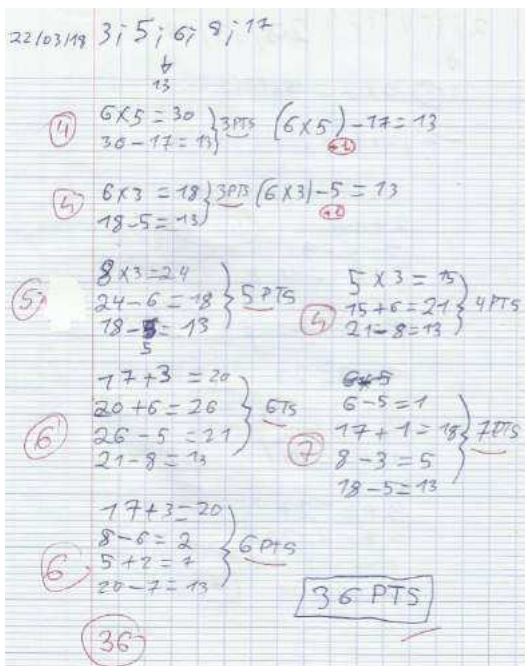 22/03/18 3; 5; 6; 8; 17
↓
13
4 6x5 = 30 } 3PTS (6x5) - 17 = 13
30 - 17 = 13 +1
4 6x3 = 18 } 3PTS (6x3) - 5 = 13
18 - 5 = 13 +1
5 8x3 = 24
24 - 6 = 18 } 5 PTS
18 - 5 = 13
5
5 x 3 = 15
4 15 + 6 = 21 } 4PTS
21 - 8 = 13
17 + 3 = 20
20 + 6 = 26
6 26 - 5 = 21 } 6TS
21 - 8 = 13
6x5
6 - 5 = 1
17 + 1 = 18 } 7PTS
7 8 - 3 = 5
18 - 5 = 13
17 + 3 = 20
8 - 6 = 2 } 6 PTS
6 5 + 2 = 7
20 - 7 = 13
36 PTS
36